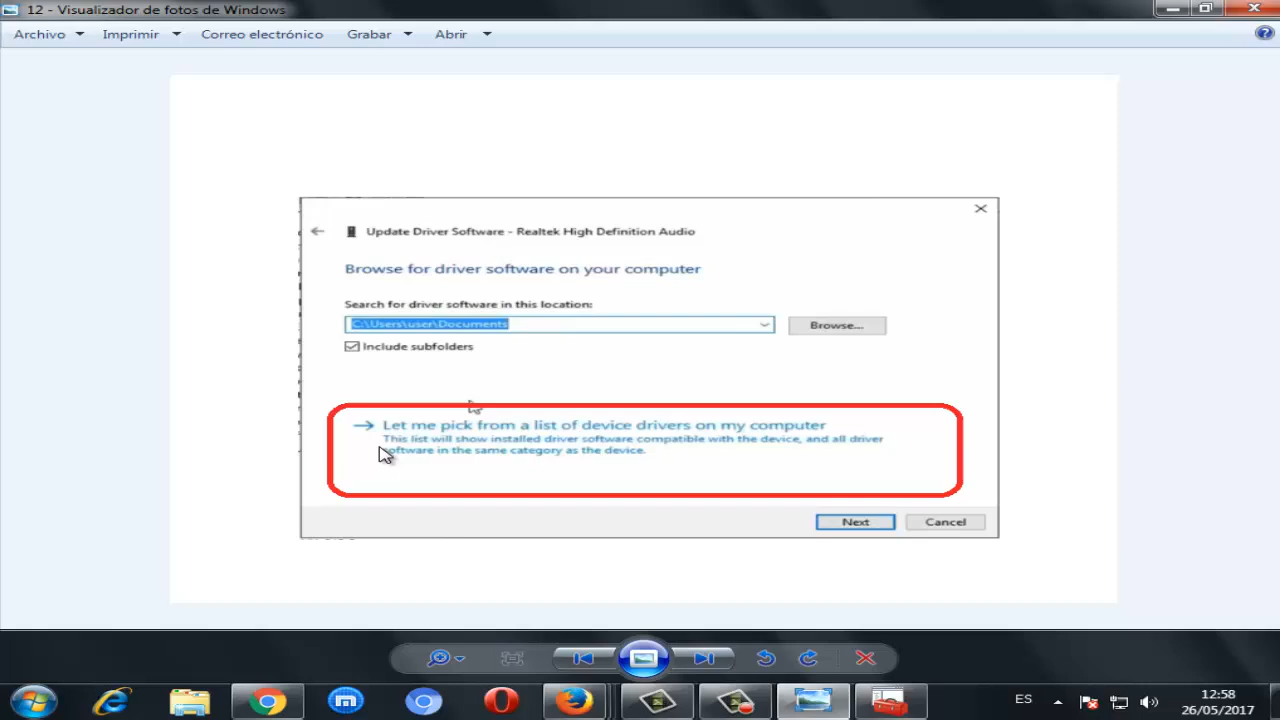 12 - Visualizador de fotos de Windows
Archivo Imprimir Correo electrónico Grabar Abrir
Update Driver Software - Realtek High Definition Audio
Browse for driver software on your computer
Search for driver software in this location:
C:\Users\user\Documents
Browse...
Include subfolders
Let me pick from a list of device drivers on my computer
This list will show installed driver software compatible with the device, and all driver
software in the same category as the device.
Next Cancel
ES
12:58
26/05/2017